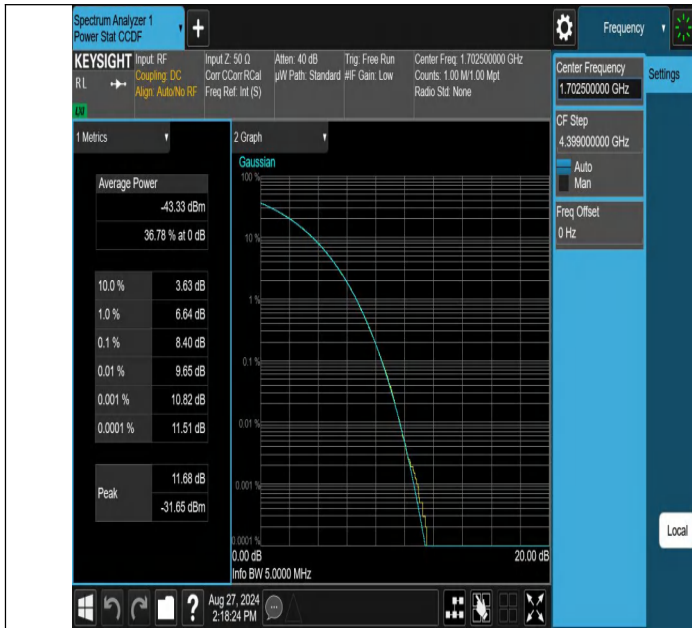 Spectrum Analyzer 1
Power Stat CCDF
+
Frequency
KEYSIGHT
RL
LXI
Input: RF
Coupling: DC
Align: Auto/No RF
Input Z: 50 Ω
Corr CCorr RCal
Freq Ref: Int (S)
Atten: 40 dB
µW Path: Standard
Trig: Free Run
#IF Gain: Low
Center Freq: 1.702500000 GHz
Counts: 1.00 M/1.00 Mpt
Radio Std: None
Center Frequency
1.702500000 GHz
Settings
CF Step
4.399000000 GHz
Auto
Man
Freq Offset
0 Hz
1 Metrics
Average Power
-43.33 dBm
36.78 % at 0 dB
10.0 % 3.63 dB
1.0 % 6.64 dB
0.1 % 8.40 dB
0.01 % 9.65 dB
0.001 % 10.82 dB
0.0001 % 11.51 dB
Peak 11.68 dB
-31.65 dBm
2 Graph
Gaussian
100 %
10 %
1 %
0.1 %
0.01 %
0.001 %
0.0001 %
0.00 dB 20.00 dB
Info BW 5.0000 MHz
Local
?
Aug 27, 2024
2:18:24 PM